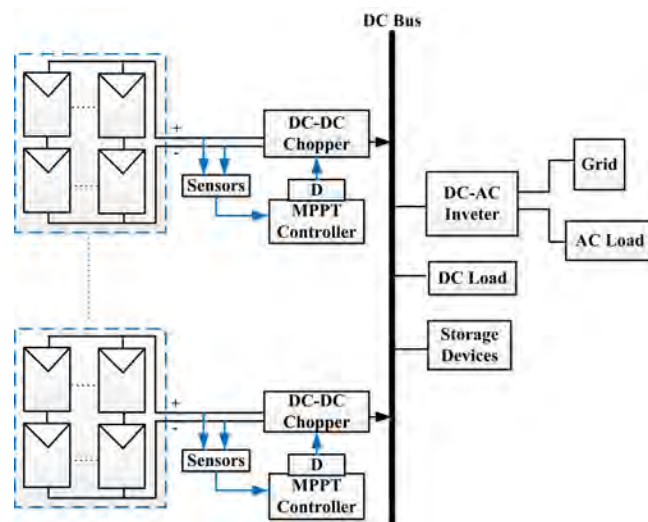 DC Bus
+
-
DC-DC
Chopper
Sensors
D
MPPT
Controller
DC-AC
Inveter
Grid
AC Load
DC Load
Storage
Devices
+
-
DC-DC
Chopper
Sensors
D
MPPT
Controller